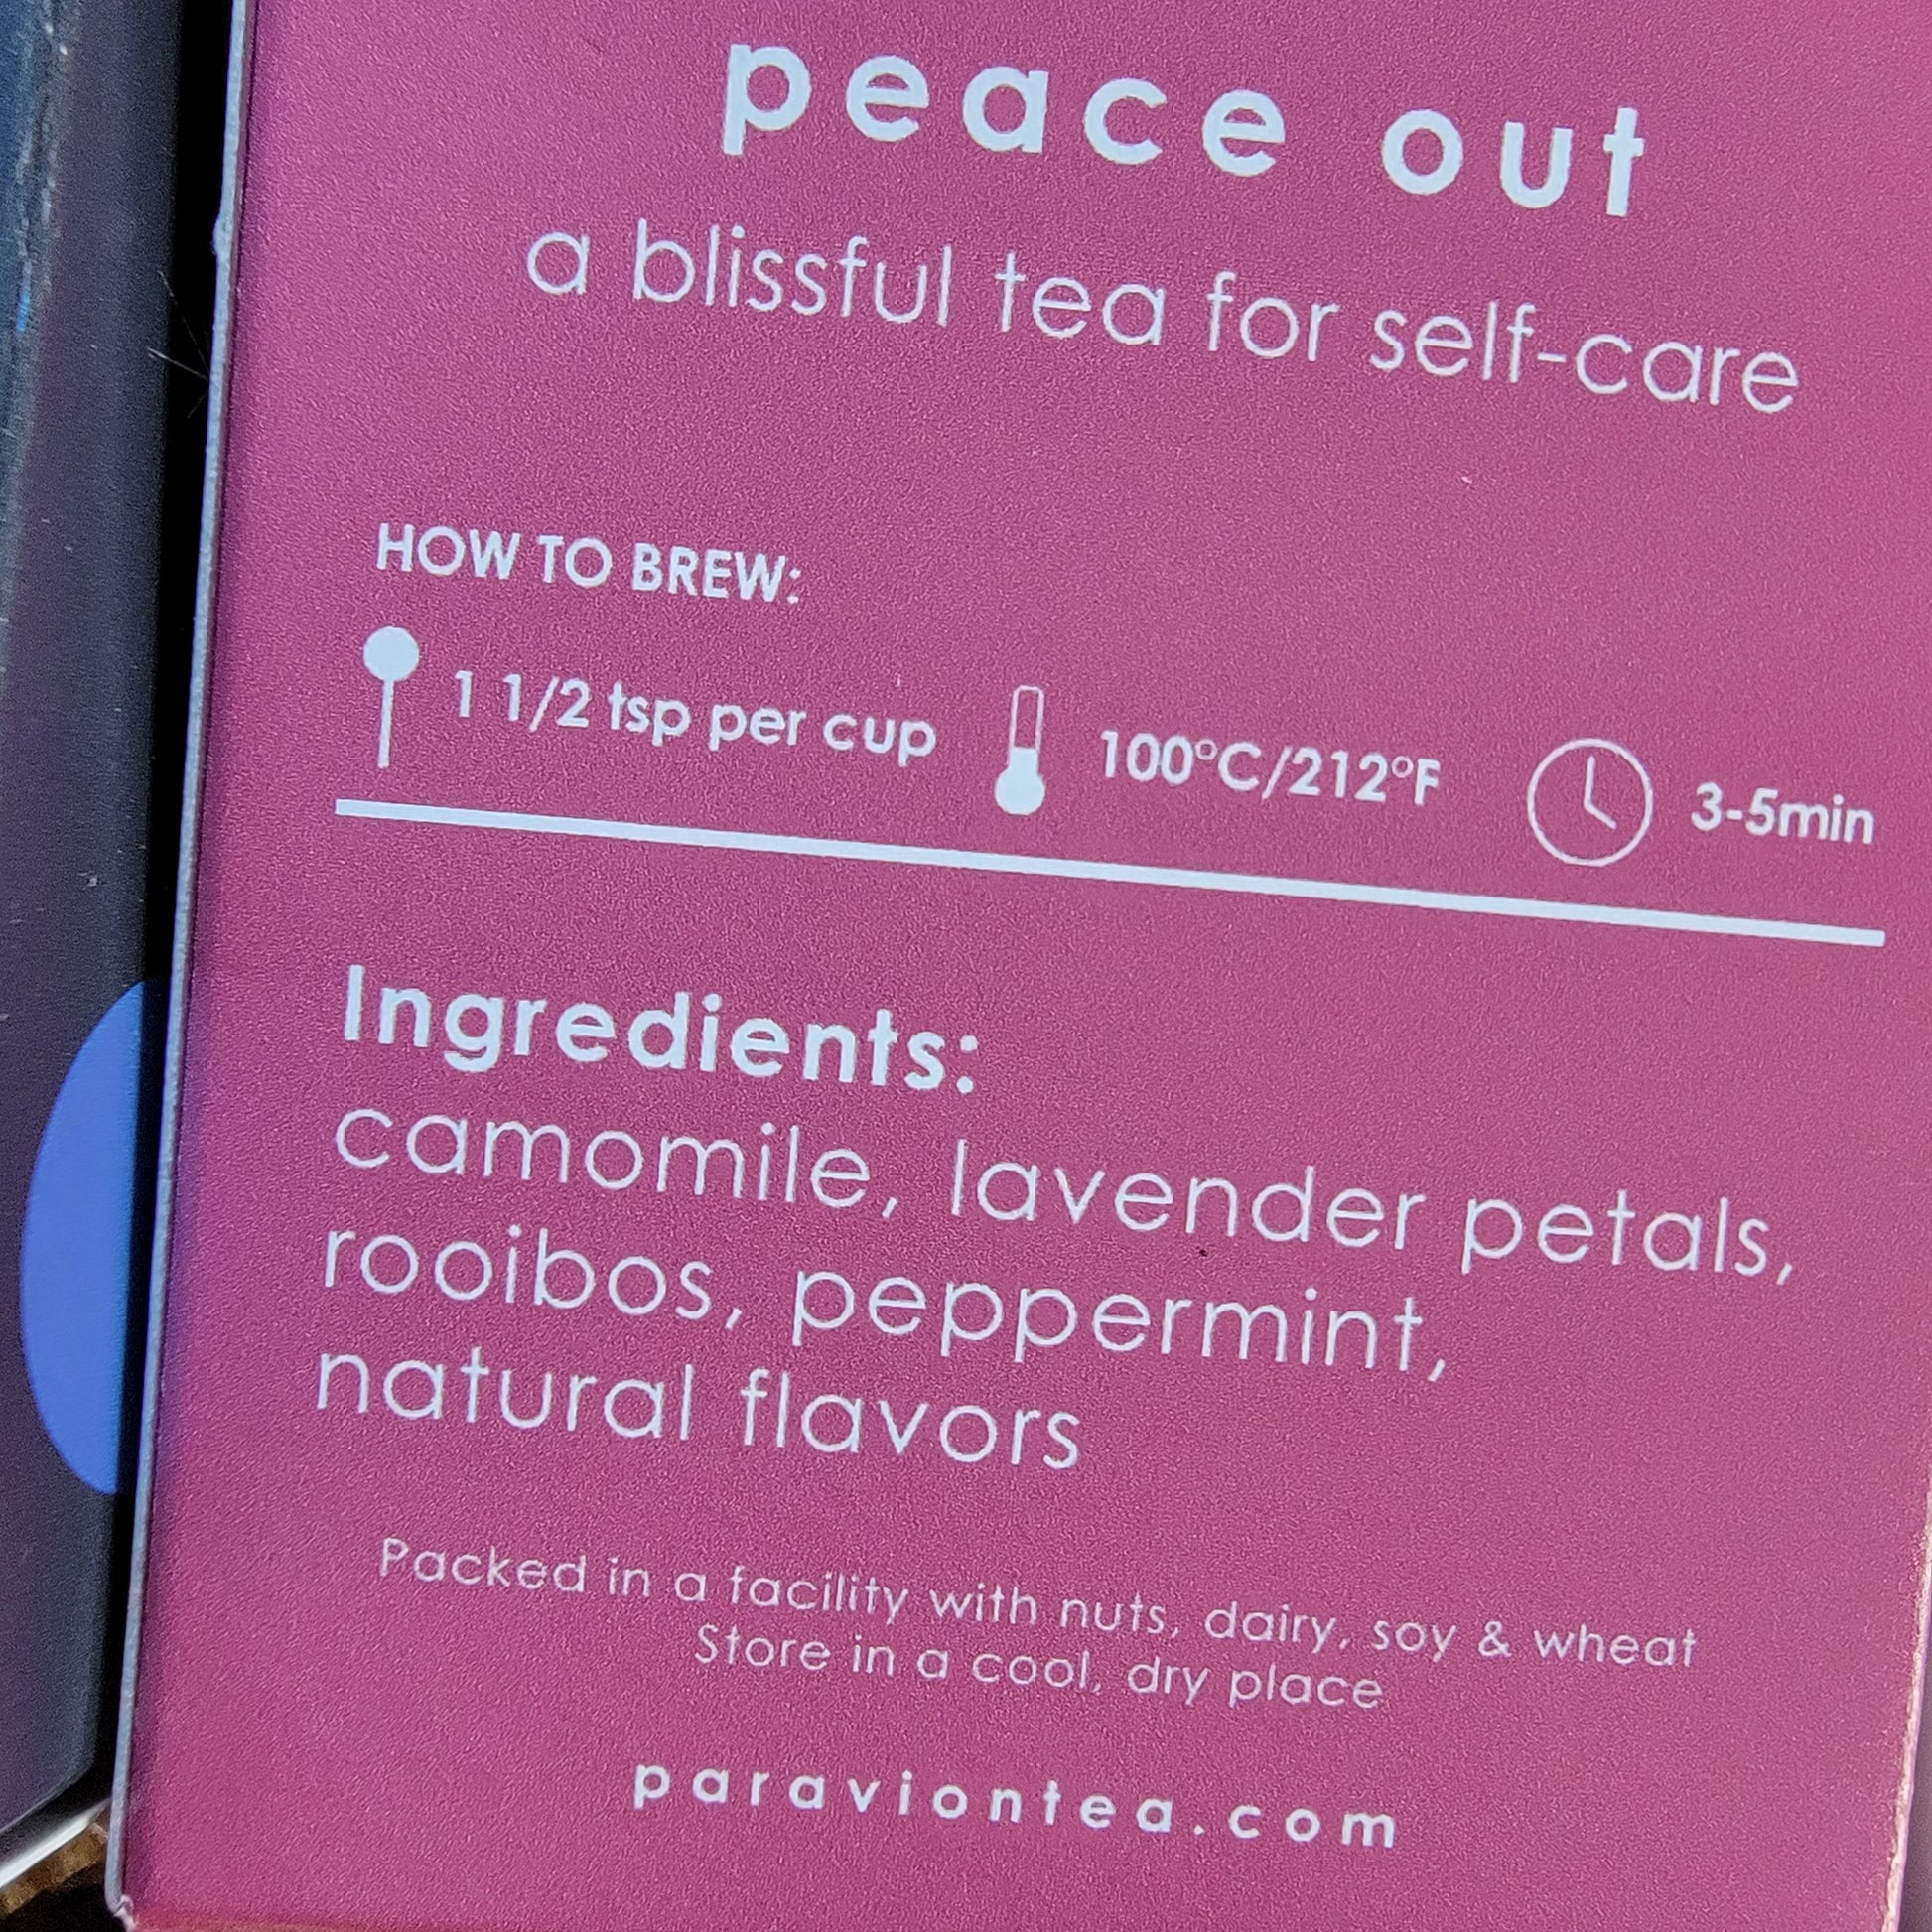 peace out
a blissful tea for self-care
HOW TO BREW:
1 1/2 tsp per cup 100°C/212°F 3-5min
Ingredients:
camomile, lavender petals,
rooibos, peppermint,
natural flavors
Packed in a facility with nuts, dairy, soy & wheat
Store in a cool, dry place
paraviontea.com